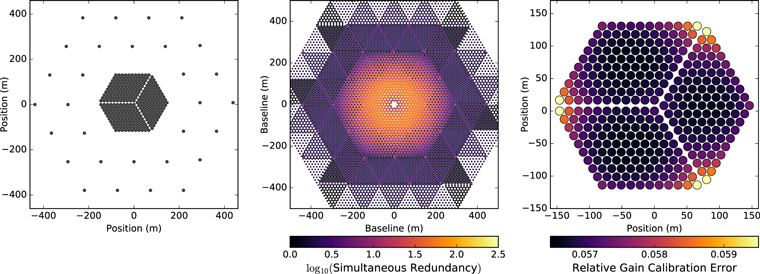 400
200
0
−200
−400
Position (m)
−400 −200 0 200 400
Position (m)
400
200
0
−200
−400
Baseline (m)
−400 −200 0 200 400
Baseline (m)
0.0 0.5 1.0 1.5 2.0 2.5
log10(Simultaneous Redundancy)
150
100
50
0
−50
−100
−150
Position (m)
−150 −100 −50 0 50 100 150
Position (m)
0.057 0.058 0.059
Relative Gain Calibration Error